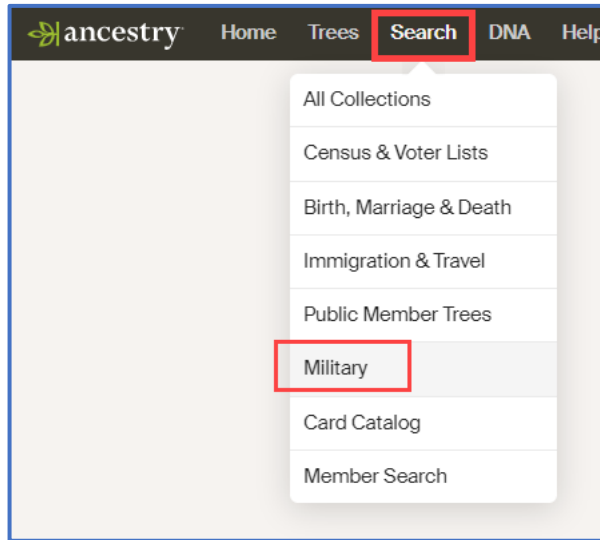 ancestry Home Trees Search DNA Help
All Collections
Census & Voter Lists
Birth, Marriage & Death
Immigration & Travel
Public Member Trees
Military
Card Catalog
Member Search